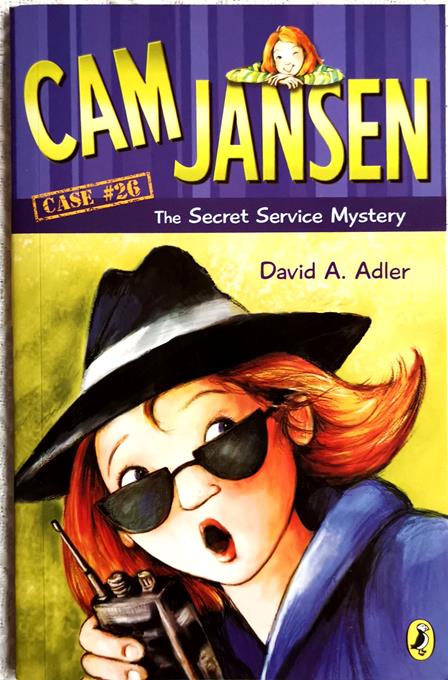 CAM
JANSEN
CASE #26
The Secret Service Mystery
David A. Adler